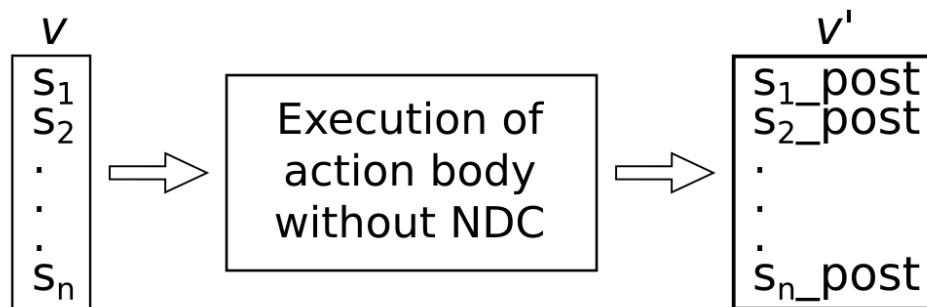 v
s₁
s₂
.
.
.
sₙ
Execution of
action body
without NDC
v'
s₁_post
s₂_post
.
.
.
sₙ_post